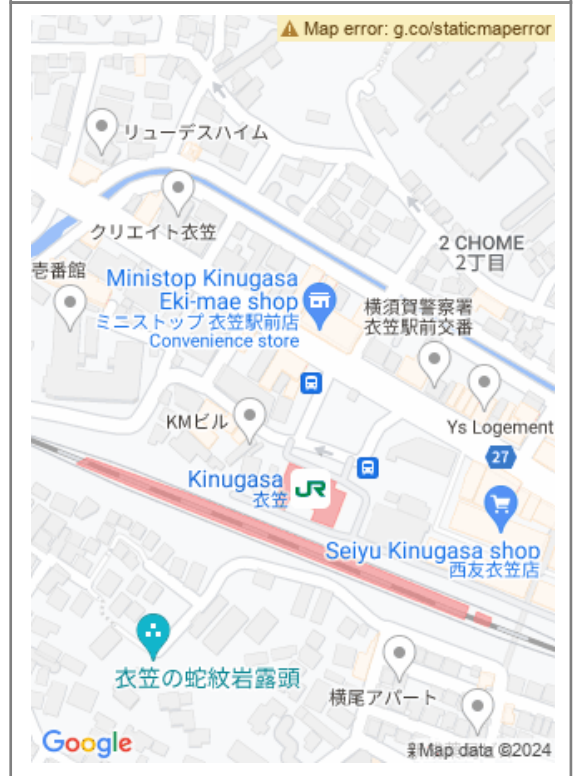 Map error: g.co/staticmaperror
リューデスハイム
クリエイト衣笠
2 CHOME
2丁目
壱番館
Ministop Kinugasa
Eki-mae shop
ミニストップ 衣笠駅前店
Convenience store
横須賀警察署
衣笠駅前交番
KMビル
Ys Logement
27
Kinugasa
衣笠
JR
Seiyu Kinugasa shop
西友衣笠店
衣笠の蛇紋岩露頭
横尾アパート
Google
Map data ©2024